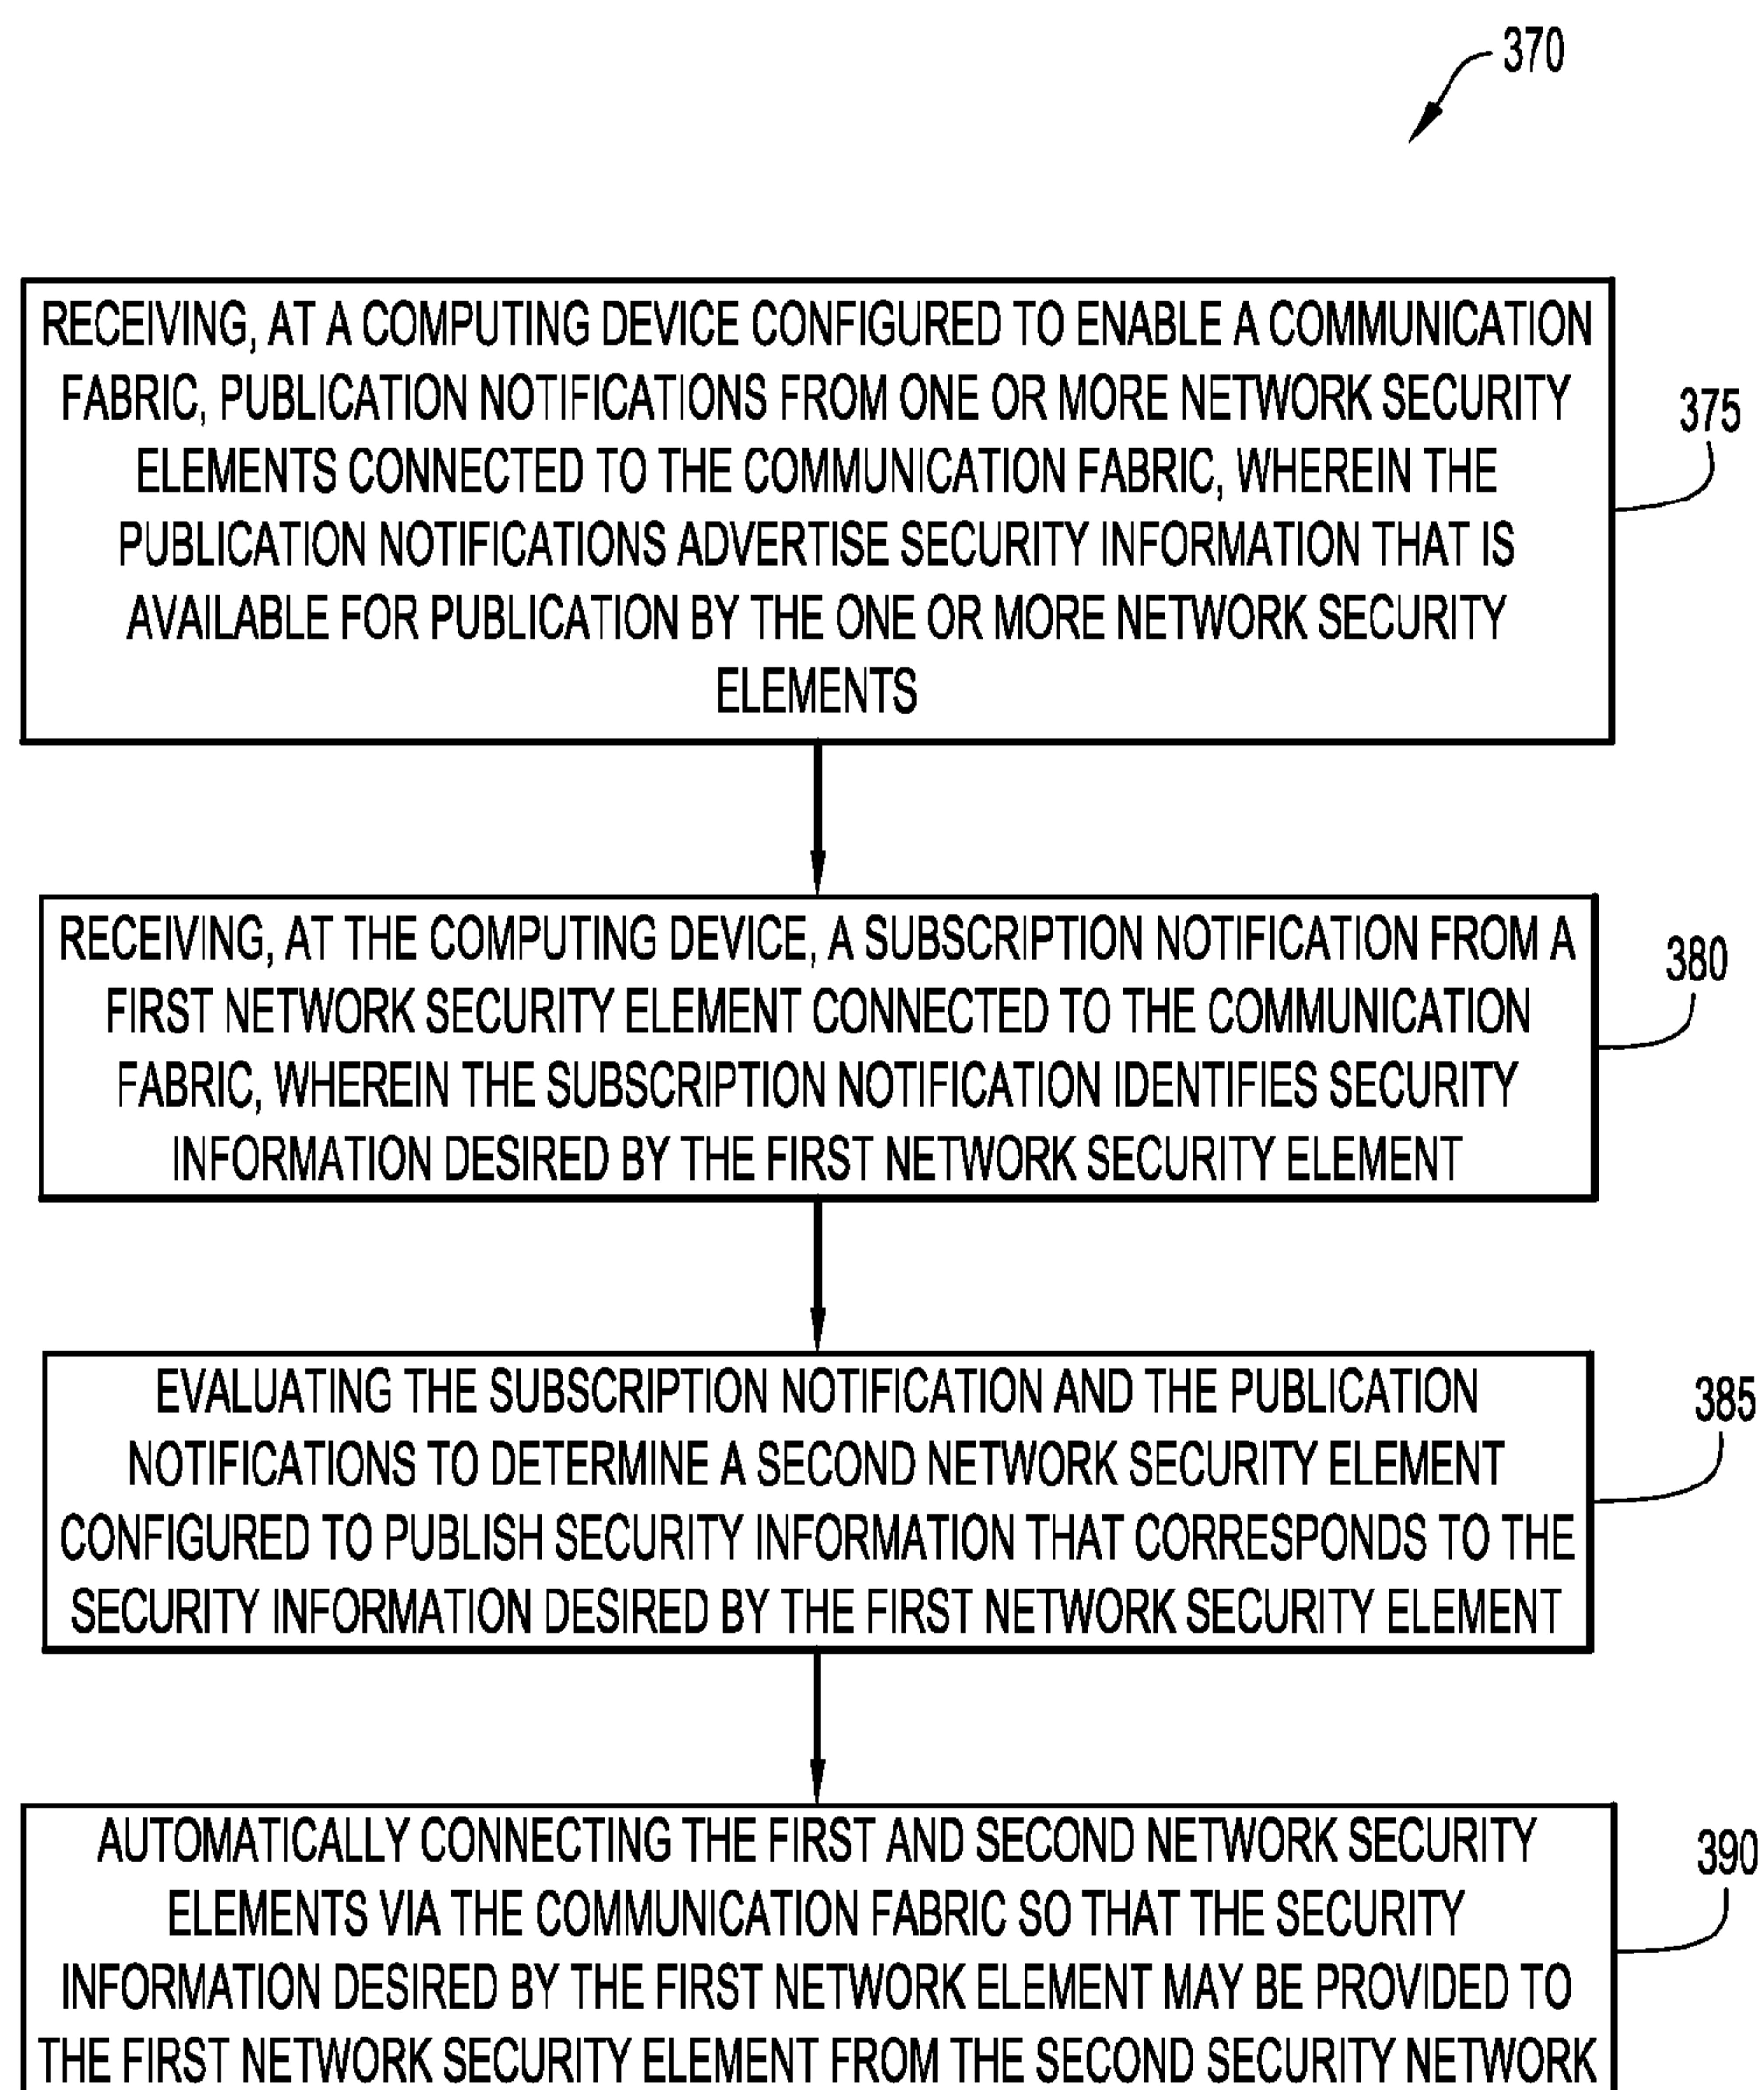 370
RECEIVING, AT A COMPUTING DEVICE CONFIGURED TO ENABLE A COMMUNICATION
FABRIC, PUBLICATION NOTIFICATIONS FROM ONE OR MORE NETWORK SECURITY
ELEMENTS CONNECTED TO THE COMMUNICATION FABRIC, WHEREIN THE
PUBLICATION NOTIFICATIONS ADVERTISE SECURITY INFORMATION THAT IS
AVAILABLE FOR PUBLICATION BY THE ONE OR MORE NETWORK SECURITY
ELEMENTS
375
RECEIVING, AT THE COMPUTING DEVICE, A SUBSCRIPTION NOTIFICATION FROM A
FIRST NETWORK SECURITY ELEMENT CONNECTED TO THE COMMUNICATION
FABRIC, WHEREIN THE SUBSCRIPTION NOTIFICATION IDENTIFIES SECURITY
INFORMATION DESIRED BY THE FIRST NETWORK SECURITY ELEMENT
380
EVALUATING THE SUBSCRIPTION NOTIFICATION AND THE PUBLICATION
NOTIFICATIONS TO DETERMINE A SECOND NETWORK SECURITY ELEMENT
CONFIGURED TO PUBLISH SECURITY INFORMATION THAT CORRESPONDS TO THE
SECURITY INFORMATION DESIRED BY THE FIRST NETWORK SECURITY ELEMENT
385
AUTOMATICALLY CONNECTING THE FIRST AND SECOND NETWORK SECURITY
ELEMENTS VIA THE COMMUNICATION FABRIC SO THAT THE SECURITY
INFORMATION DESIRED BY THE FIRST NETWORK ELEMENT MAY BE PROVIDED TO
THE FIRST NETWORK SECURITY ELEMENT FROM THE SECOND SECURITY NETWORK
390